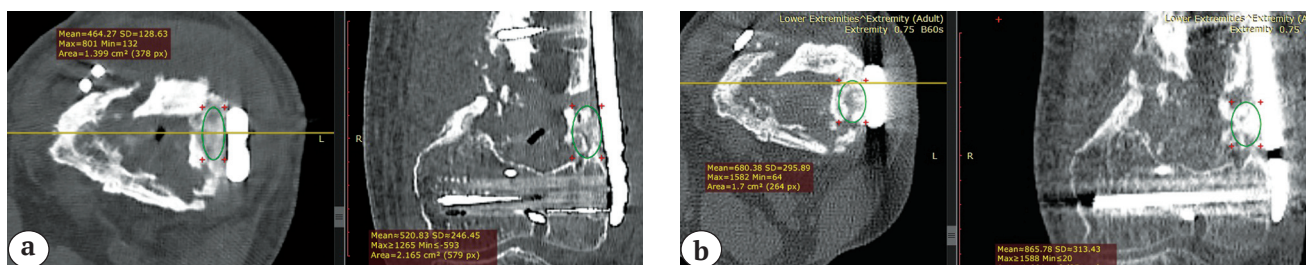 Mean=464.27 SD=128.63
Max=801 Min=132
Area=1.399 cm² (378 px)
L
R
Mean=520.83 SD=246.45
Max≥1265 Min≤-593
Area=2.165 cm² (579 px)
a
Lower Extremities^Extremity (Adult)
Extremity 0.75 B60s
Mean=680.38 SD=295.89
Max=1582 Min=64
Area=1.7 cm² (264 px)
L
Lower Extremities ^Extremity (A
Extremity 0.75
R
Mean=865.78 SD=313.43
Max≥1588 Min≤20
b